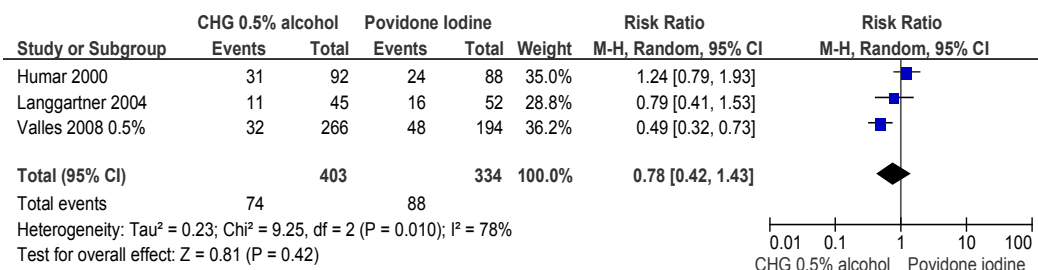 CHG 0.5% alcohol Povidone Iodine Risk Ratio Risk Ratio
Study or Subgroup Events Total Events Total Weight M-H, Random, 95% CI M-H, Random, 95% CI
Humar 2000 31 92 24 88 35.0% 1.24 [0.79, 1.93]
Langgartner 2004 11 45 16 52 28.8% 0.79 [0.41, 1.53]
Valles 2008 0.5% 32 266 48 194 36.2% 0.49 [0.32, 0.73]
Total (95% CI) 403 334 100.0% 0.78 [0.42, 1.43]
Total events 74 88
Heterogeneity: Tau² = 0.23; Chi² = 9.25, df = 2 (P = 0.010); I² = 78%
Test for overall effect: Z = 0.81 (P = 0.42)
0.01 0.1 1 10 100
CHG 0.5% alcohol Povidone iodine